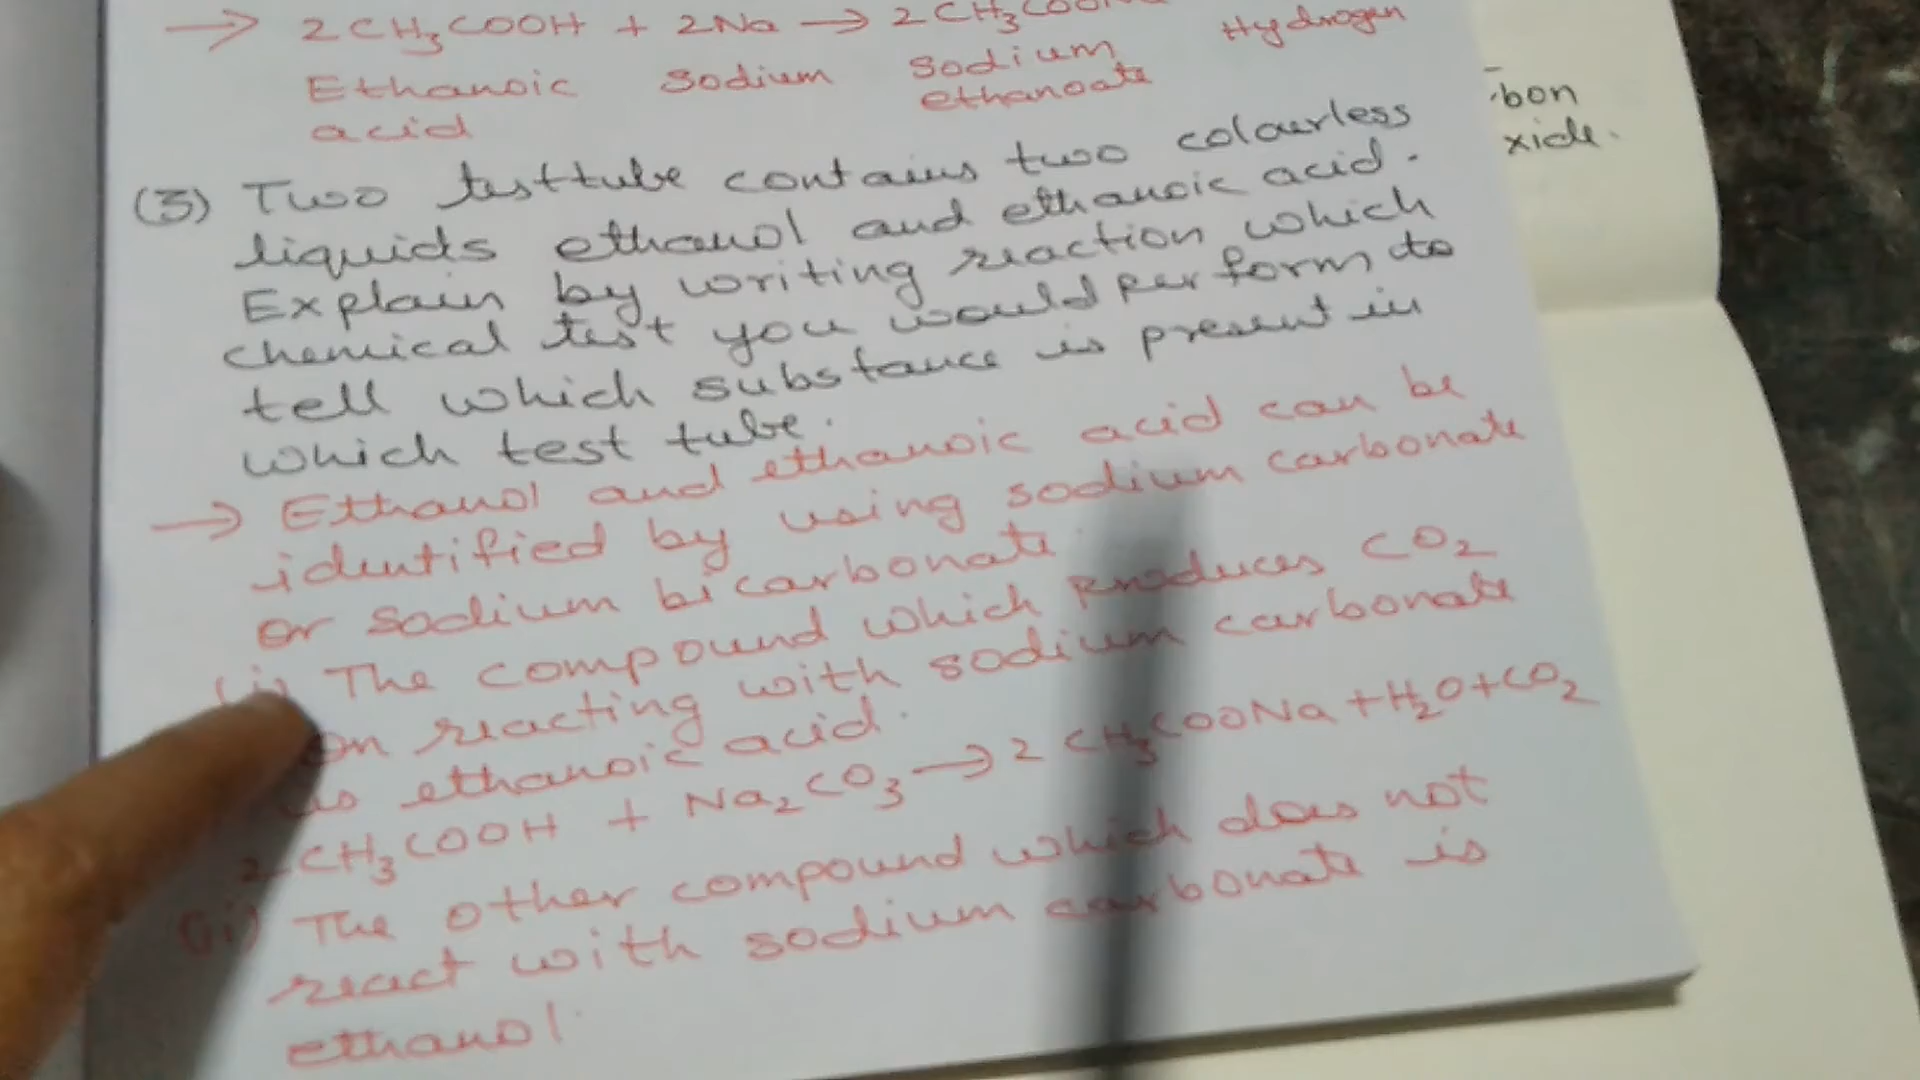 → 2CH₃COOH + 2Na → 2CH₃COONa
Hydrogen
Ethanoic sodium sodium
acid ethanoate
(3) Two testtube contains two colourless
liquids ethanol and ethanoic acid.
Explain by writing reaction which
chemical test you would perform to
tell which substance is present in
which test tube.
→ Ethanol and ethanoic acid can be
identified by using sodium carbonate
or sodium bicarbonate.
(i) The compound which produces CO₂
on reacting with sodium carbonate
is ethanoic acid.
2CH₃COOH + Na₂CO₃ → 2CH₃COONa + H₂O + CO₂
(ii) The other compound which does not
react with sodium carbonate is
ethanol.
bon
xide.